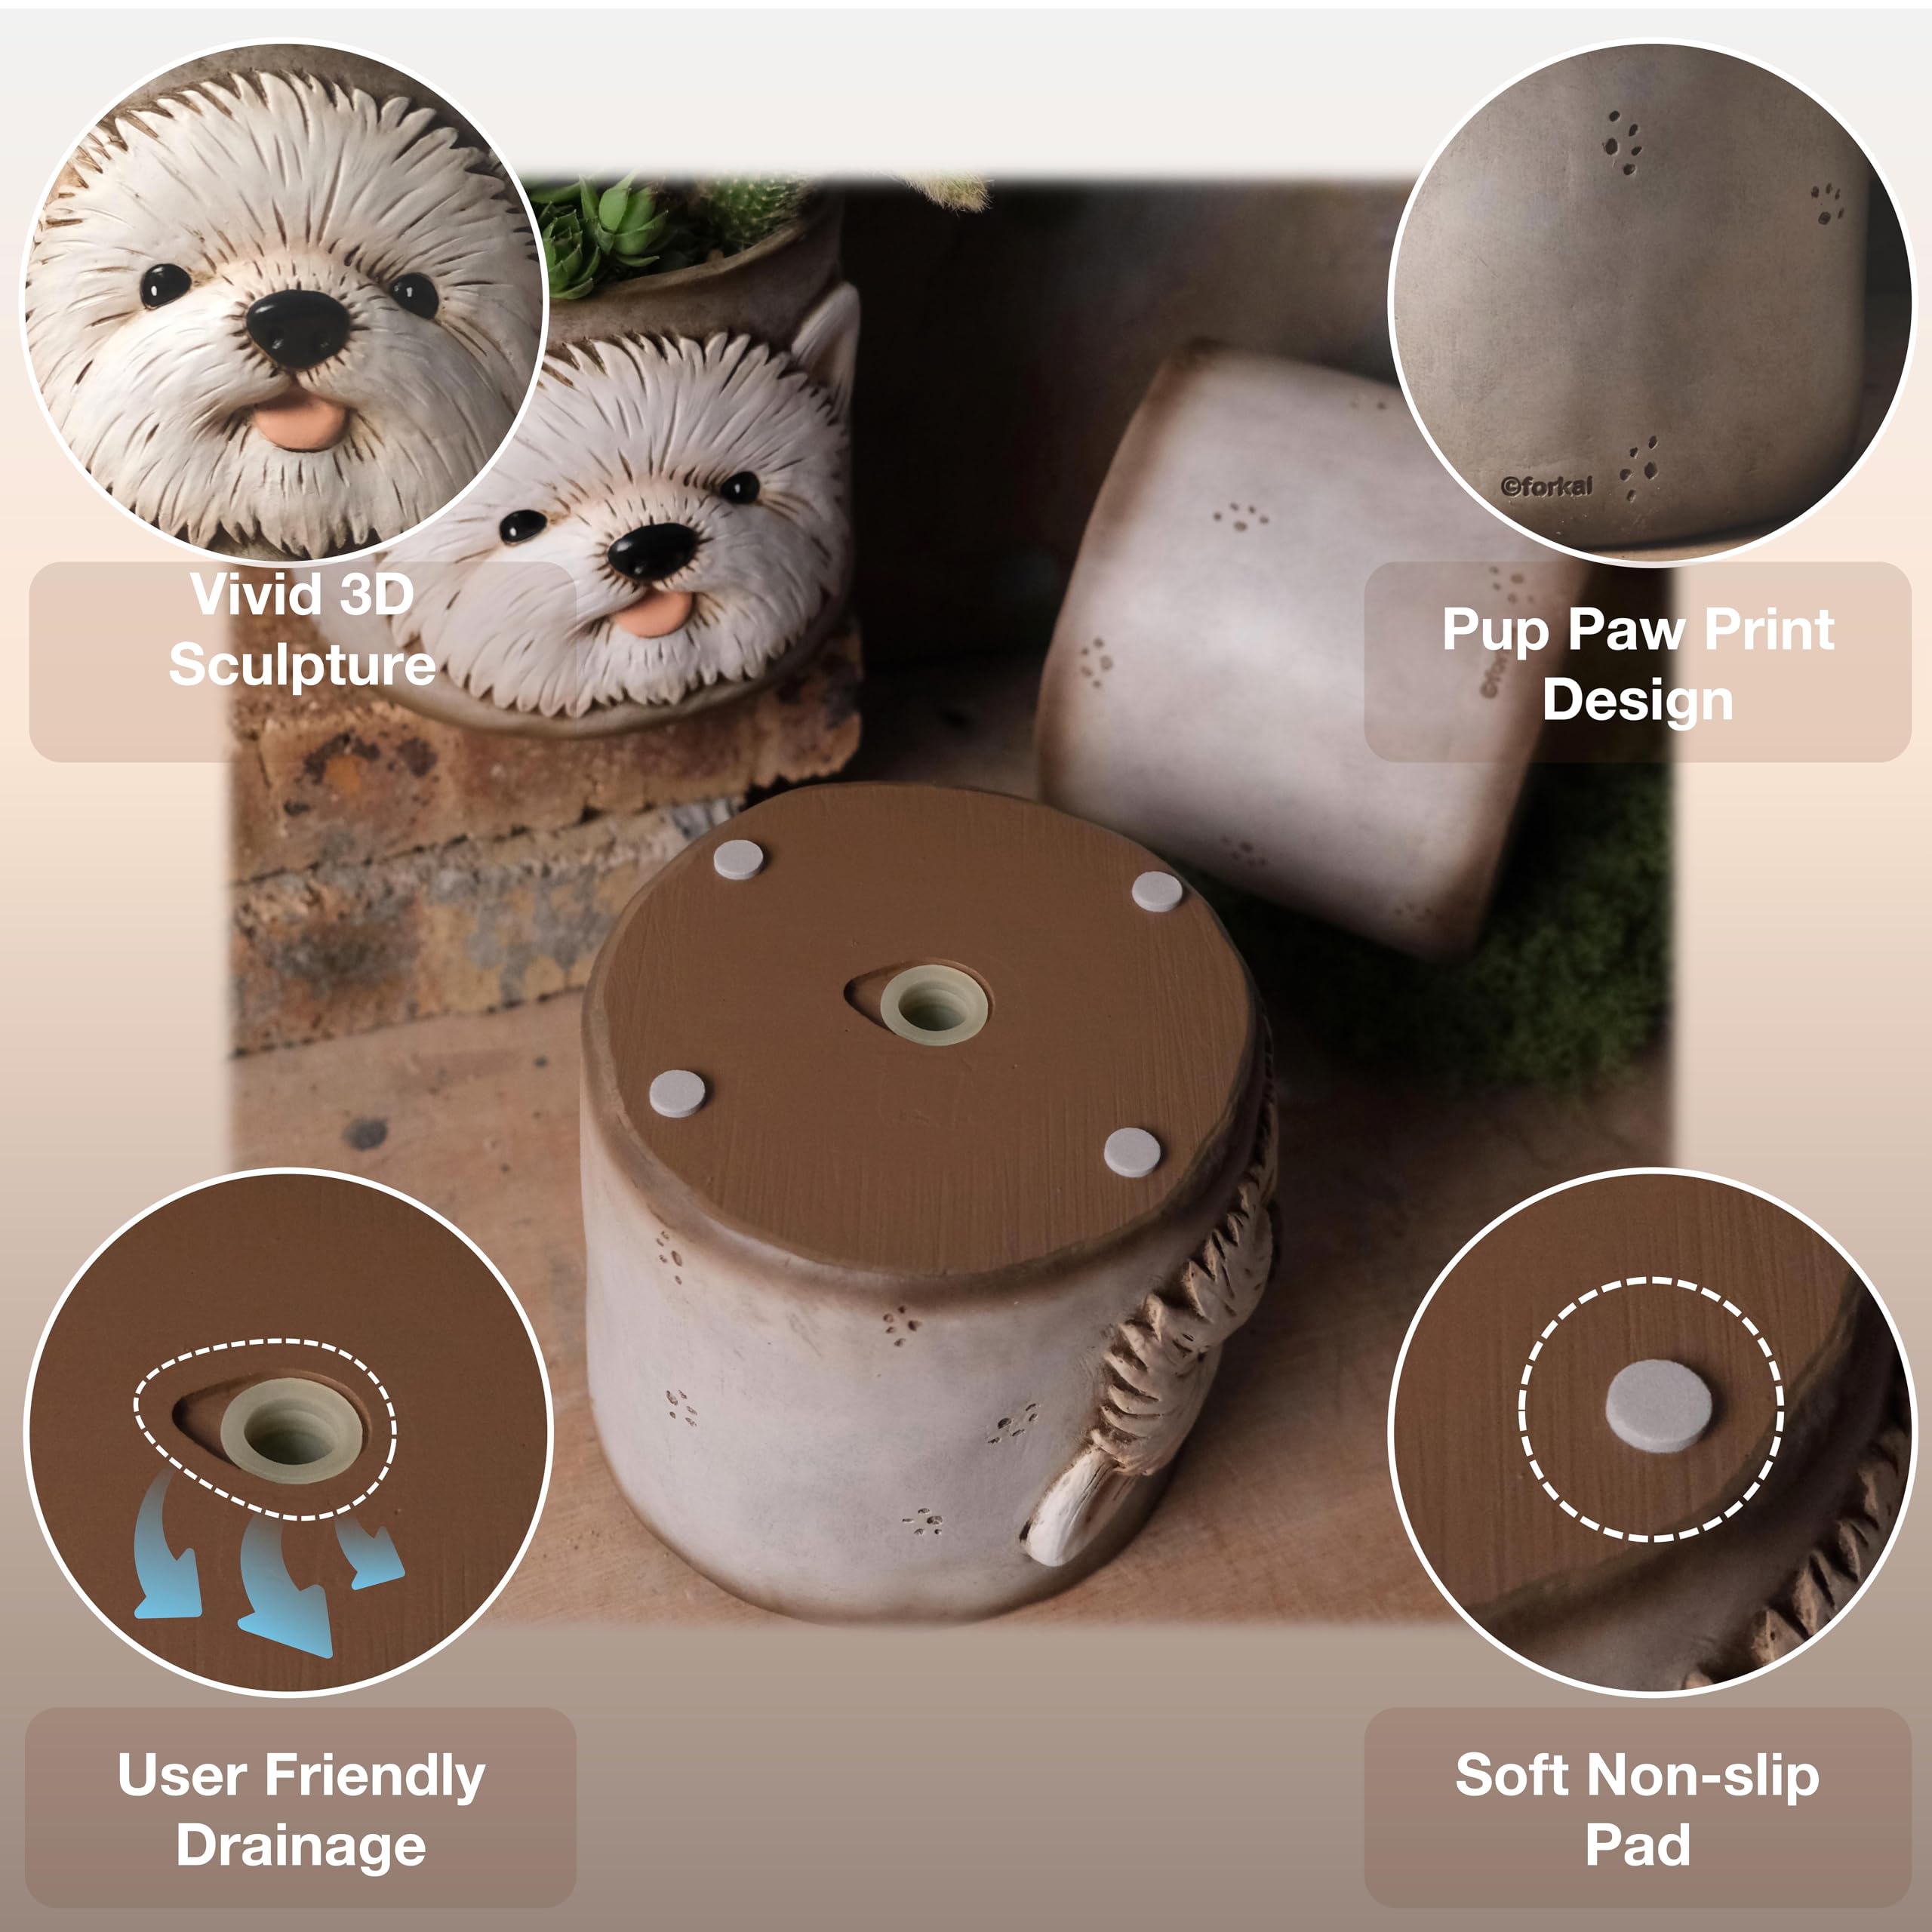 ©forkal
Vivid 3D
Sculpture
Pup Paw Print
Design
User Friendly
Drainage
Soft Non-slip
Pad